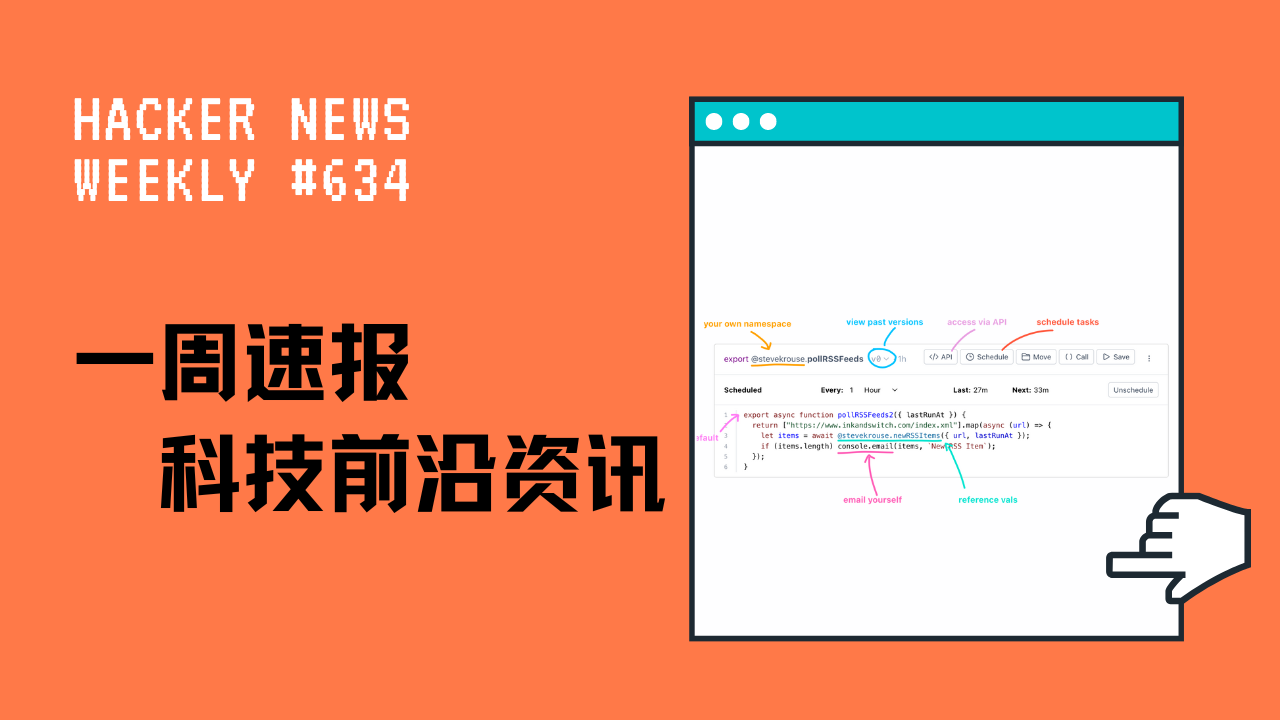 HACKER NEWS
WEEKLY #634
一周速报
科技前沿资讯
your own namespace
view past versions
access via API
schedule tasks
export @stevekrouse.pollRSSFeeds v0 1h
</> API
Schedule
Move
Call
Save
Scheduled
Every: 1 Hour
Last: 27m
Next: 33m
Unschedule
1 export async function pollRSSFeeds2({ lastRunAt }) {
2 return ["https://www.inkandswitch.com/index.xml"].map(async (url) => {
3 let items = await @stevekrouse.newRSSItems({ url, lastRunAt });
4 if (items.length) console.email(items, `New RSS Item`);
5 });
6 }
efault
email yourself
reference vals